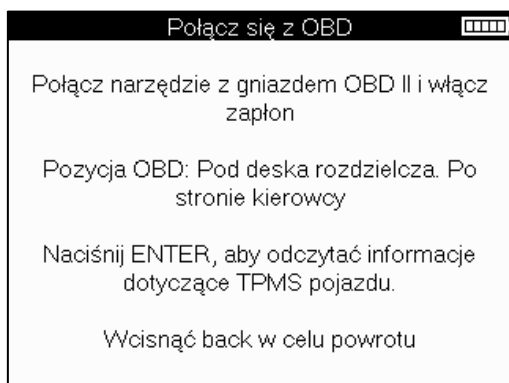 Połącz się z OBD
Połącz narzędzie z gniazdem OBD II i włącz
zapłon
Pozycja OBD: Pod deska rozdzielcza. Po
stronie kierowcy
Naciśnij ENTER, aby odczytać informacje
dotyczące TPMS pojazdu.
Wcisnąć back w celu powrotu